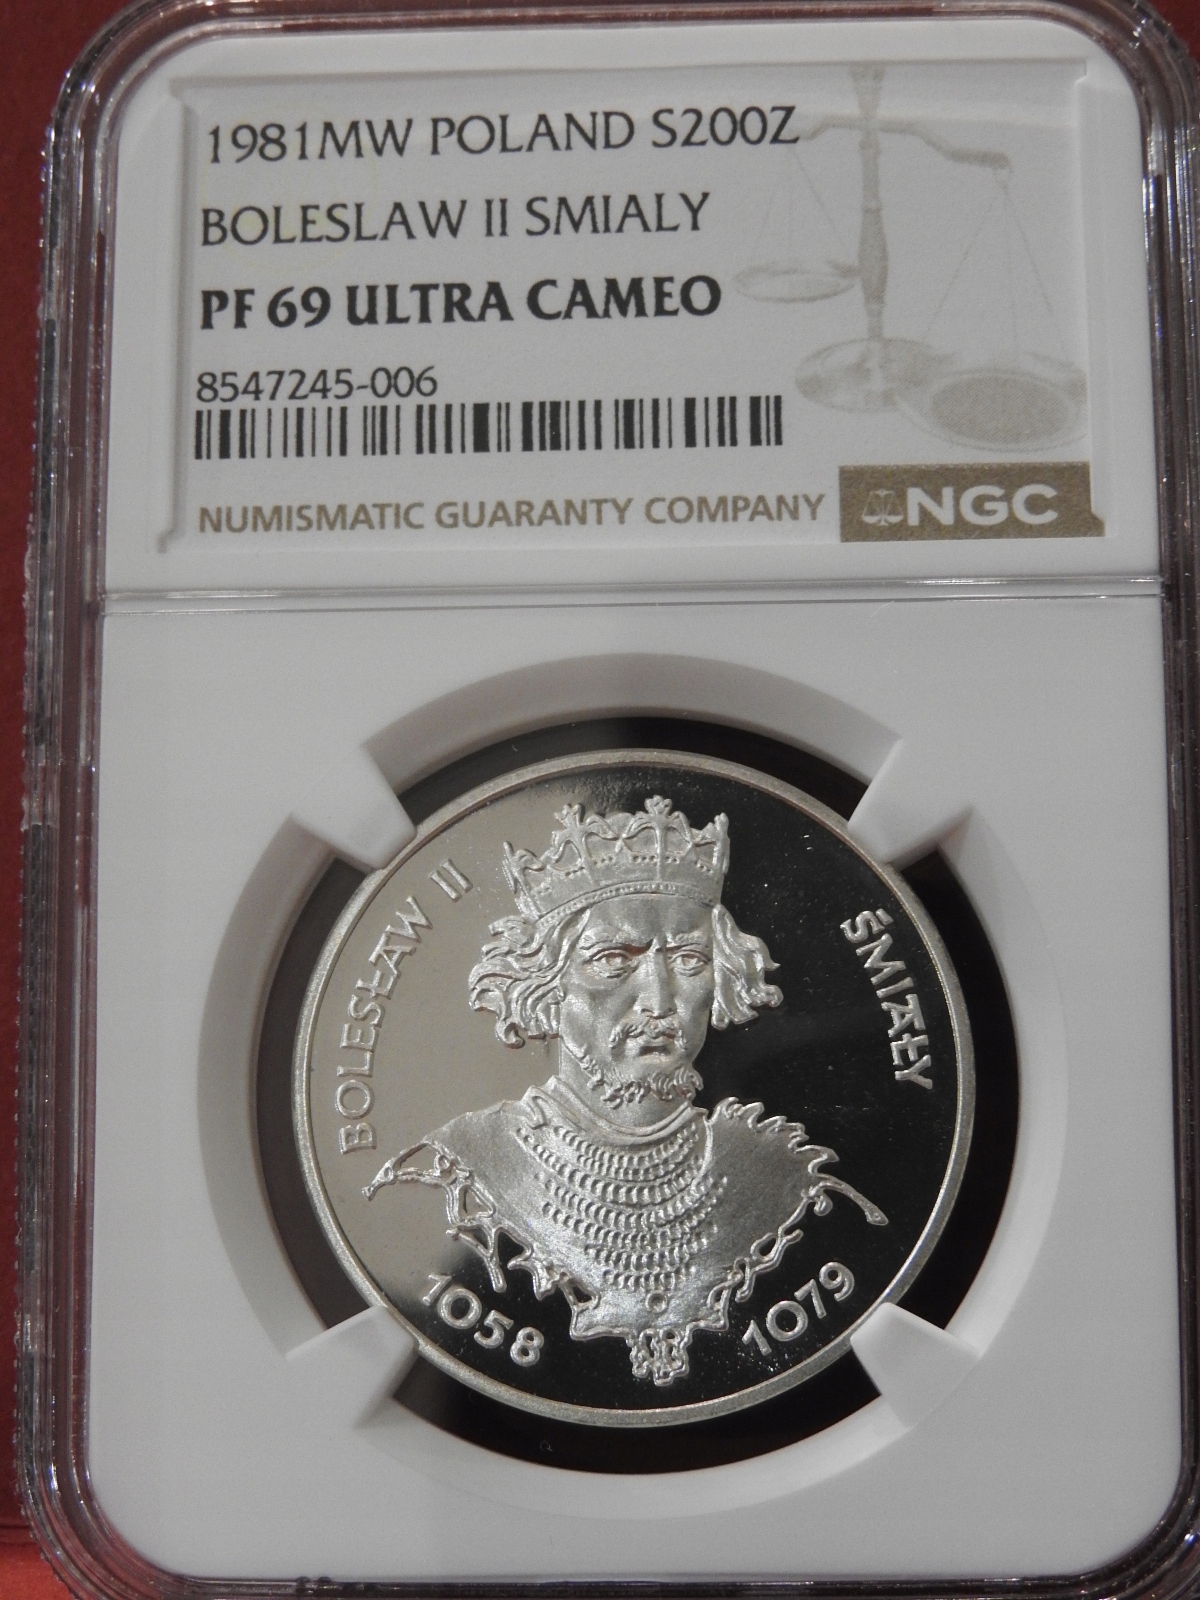 1981MW POLAND S200Z
BOLESLAW II SMIALY
PF 69 ULTRA CAMEO
8547245-006
NUMISMATIC GUARANTY COMPANY
NGC
BOLESŁAW II
ŚMIAŁY
1058
1079